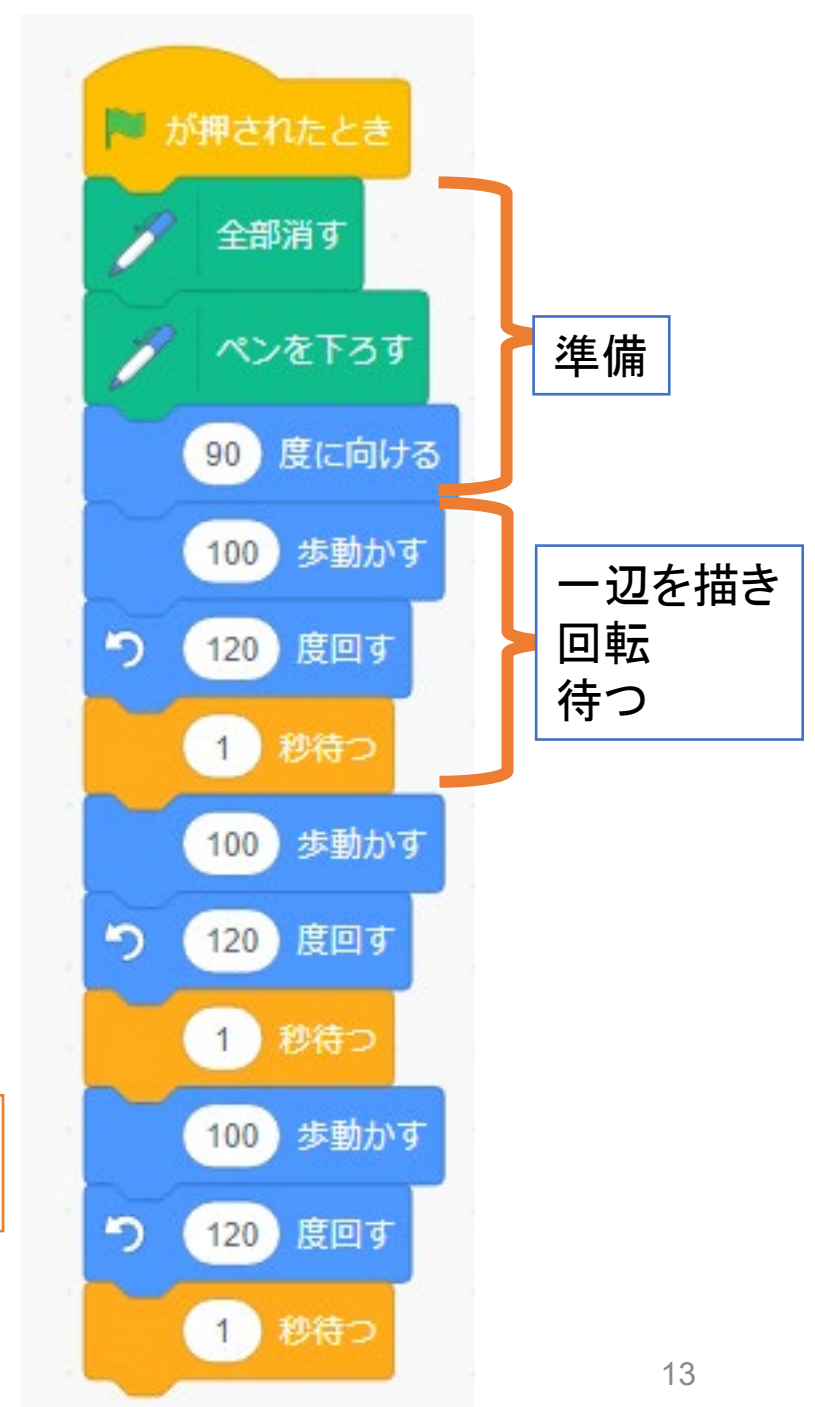 が押されたとき
全部消す
ペンを下ろす
準備
90 度に向ける
100 歩動かす
120 度回す
1 秒待つ
一辺を描き
回転
待つ
100 歩動かす
120 度回す
1 秒待つ
100 歩動かす
120 度回す
1 秒待つ
13